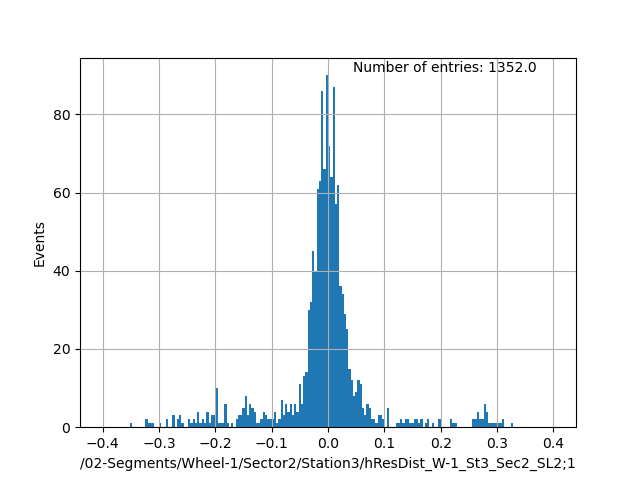 Number of entries: 1352.0
80
60
40
20
0
Events
−0.4 −0.3 −0.2 −0.1 0.0 0.1 0.2 0.3 0.4
/02-Segments/Wheel-1/Sector2/Station3/hResDist_W-1_St3_Sec2_SL2;1